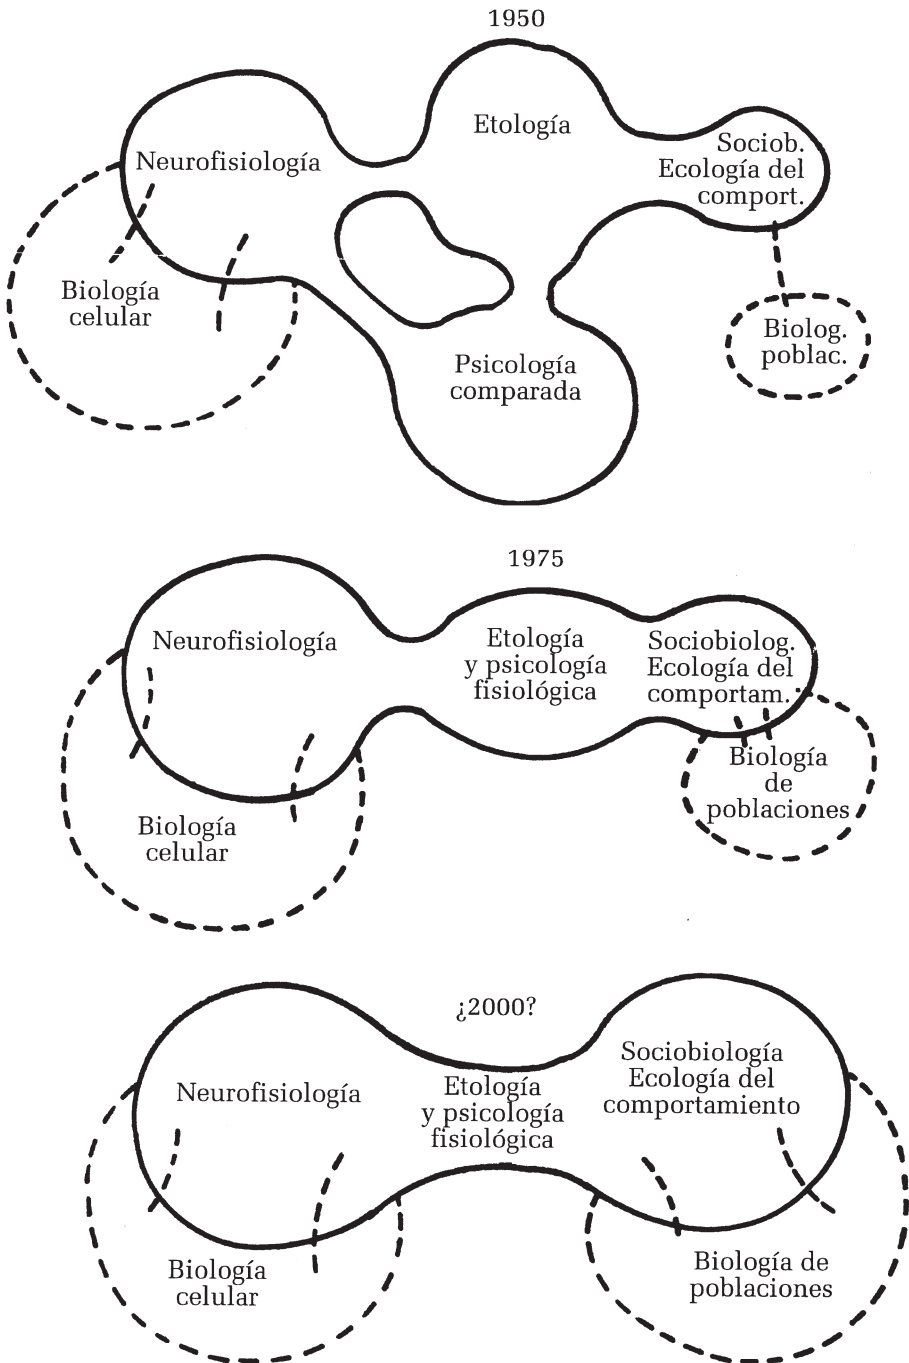 1950
Etología
Neurofisiología
Sociob.
Ecología del
comport.
Biología
celular
Biolog.
poblac.
Psicología
comparada
1975
Neurofisiología
Etología
y psicología
fisiológica
Sociobiolog.
Ecología del
comportam.
Biología
de
poblaciones
Biología
celular
¿2000?
Neurofisiología
Etología
y psicología
fisiológica
Sociobiología
Ecología del
comportamiento
Biología
celular
Biología de
poblaciones